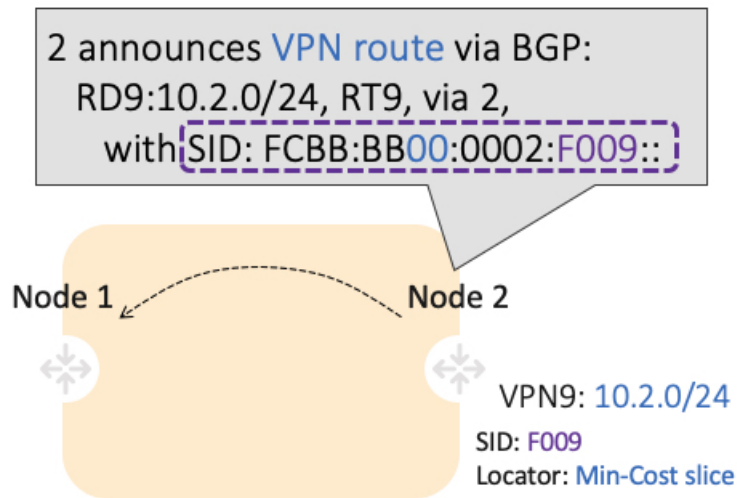 2 announces VPN route via BGP:
RD9:10.2.0/24, RT9, via 2,
with SID: FCBB:BB00:0002:F009::
Node 1
Node 2
VPN9: 10.2.0/24
SID: F009
Locator: Min-Cost slice